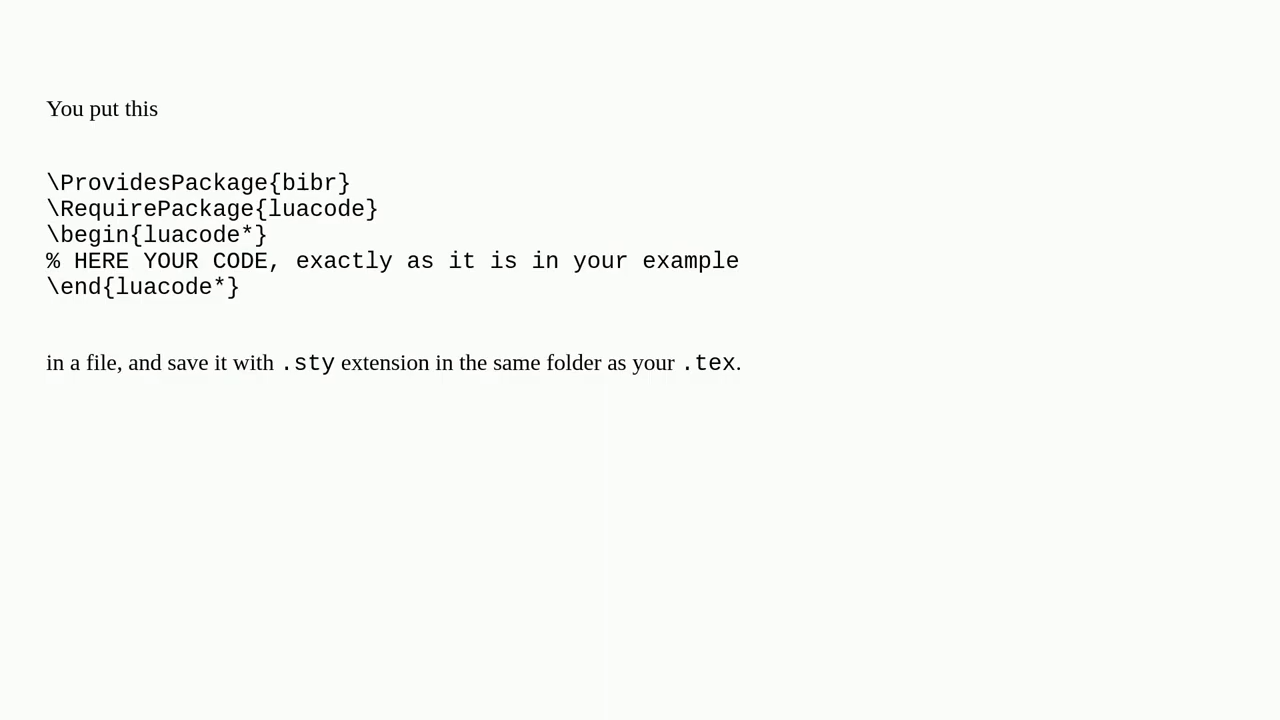 You put this
\ProvidesPackage{bibr}
\RequirePackage{luacode}
\begin{luacode*}
% HERE YOUR CODE, exactly as it is in your example
\end{luacode*}
in a file, and save it with .sty extension in the same folder as your .tex.